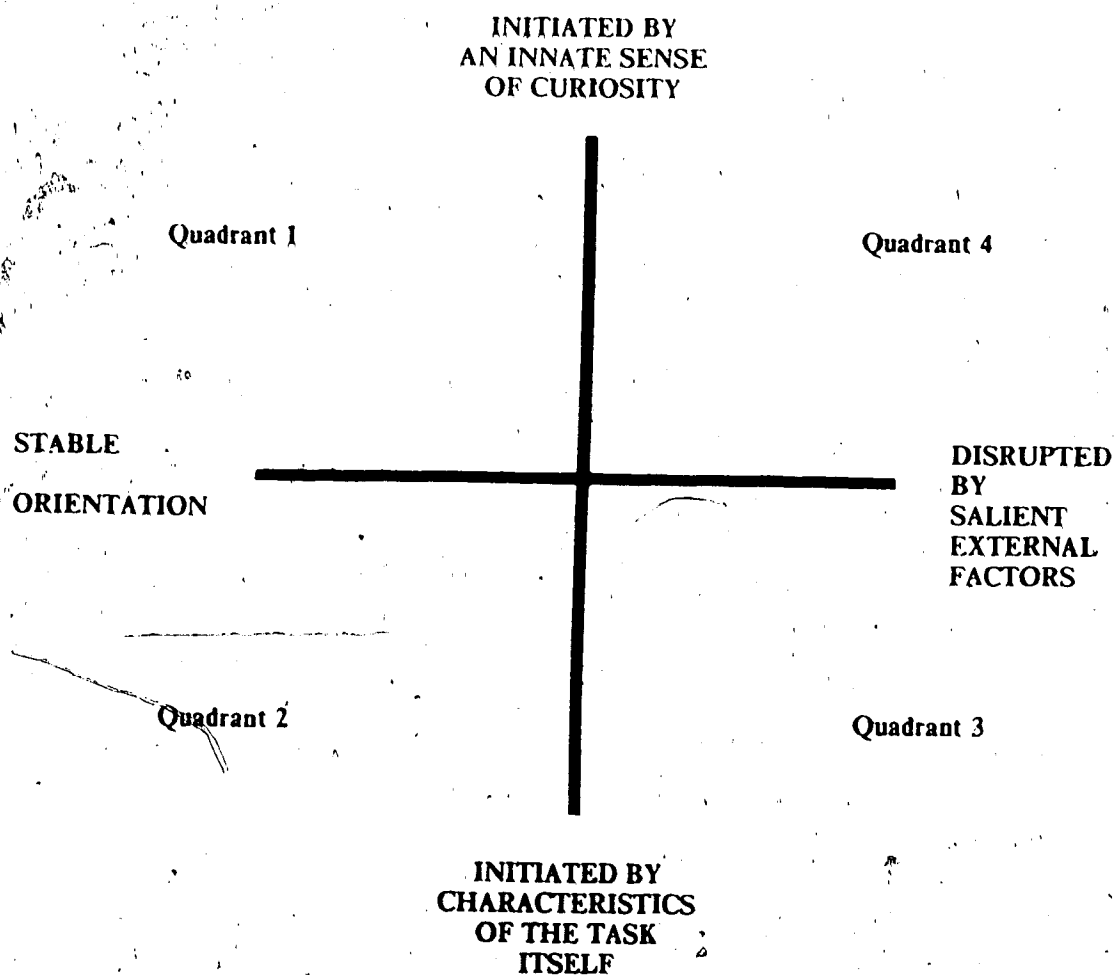 INITIATED BY
AN INNATE SENSE
OF CURIOSITY
Quadrant 1
Quadrant 4
STABLE
ORIENTATION
DISRUPTED
BY
SALIENT
EXTERNAL
FACTORS
Quadrant 2
Quadrant 3
INITIATED BY
CHARACTERISTICS
OF THE TASK
ITSELF